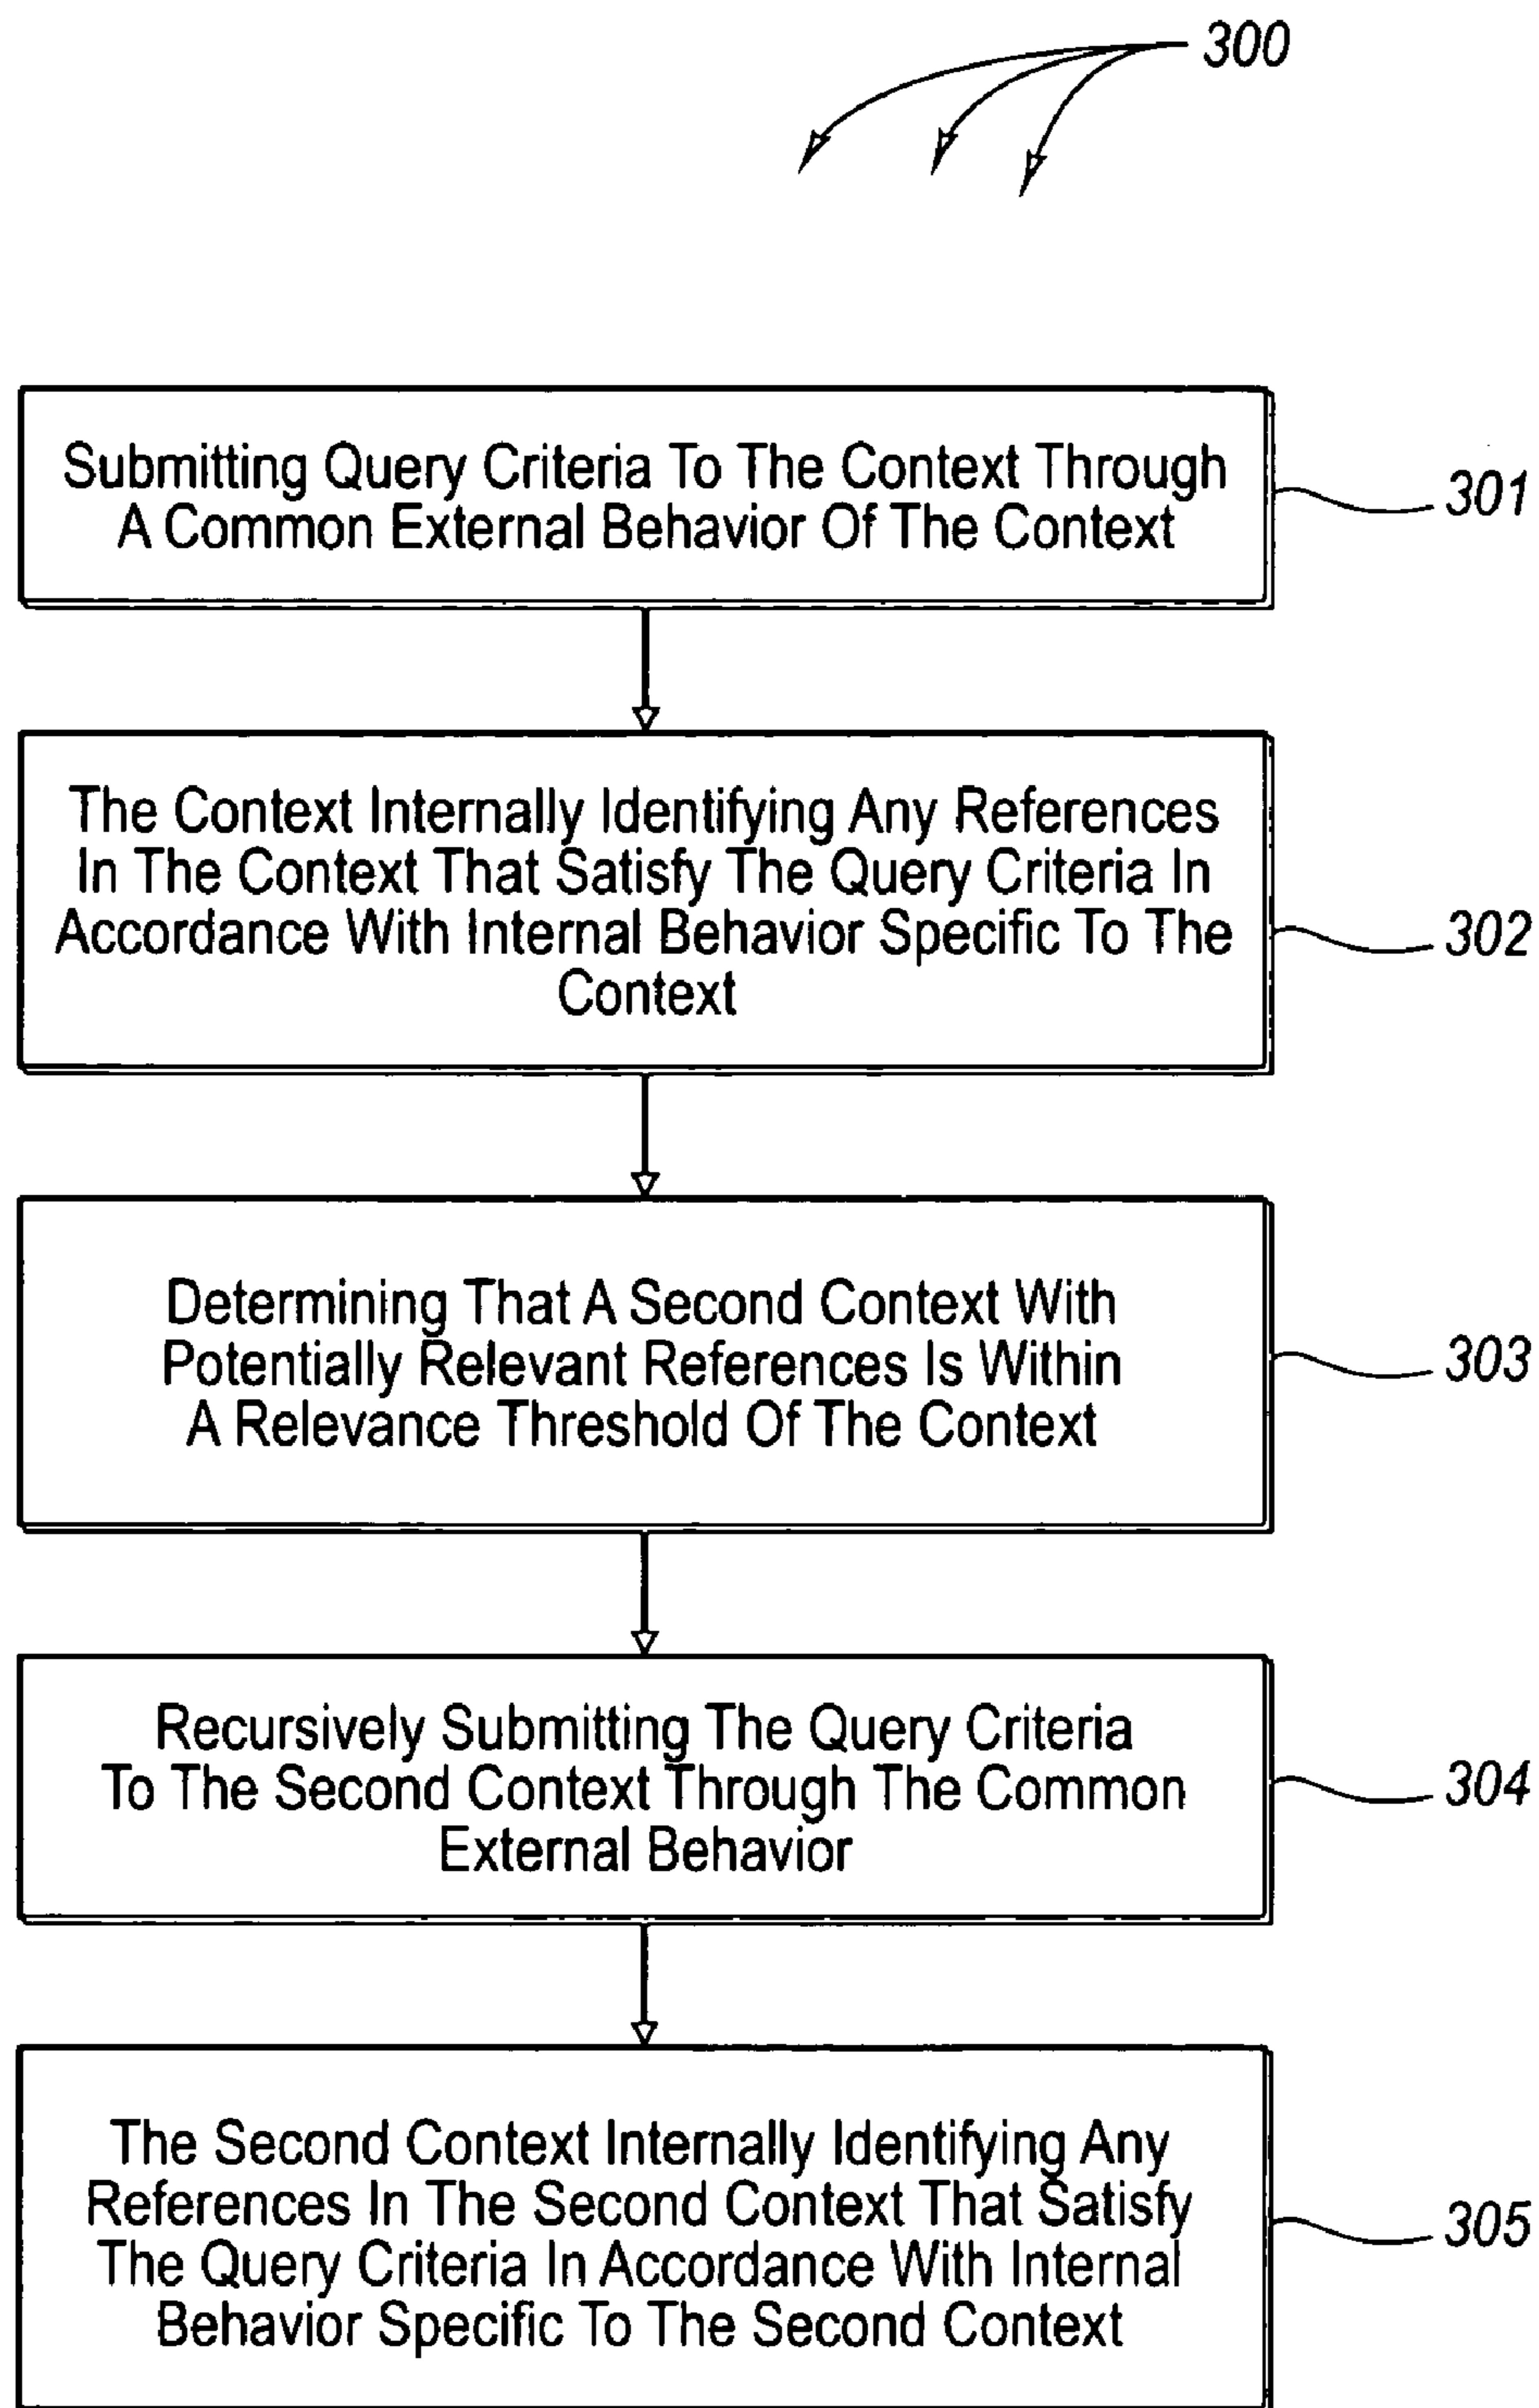 300
Submitting Query Criteria To The Context Through
A Common External Behavior Of The Context
301
The Context Internally Identifying Any References
In The Context That Satisfy The Query Criteria In
Accordance With Internal Behavior Specific To The
Context
302
Determining That A Second Context With
Potentially Relevant References Is Within
A Relevance Threshold Of The Context
303
Recursively Submitting The Query Criteria
To The Second Context Through The Common
External Behavior
304
The Second Context Internally Identifying Any
References In The Second Context That Satisfy
The Query Criteria In Accordance With Internal
Behavior Specific To The Second Context
305